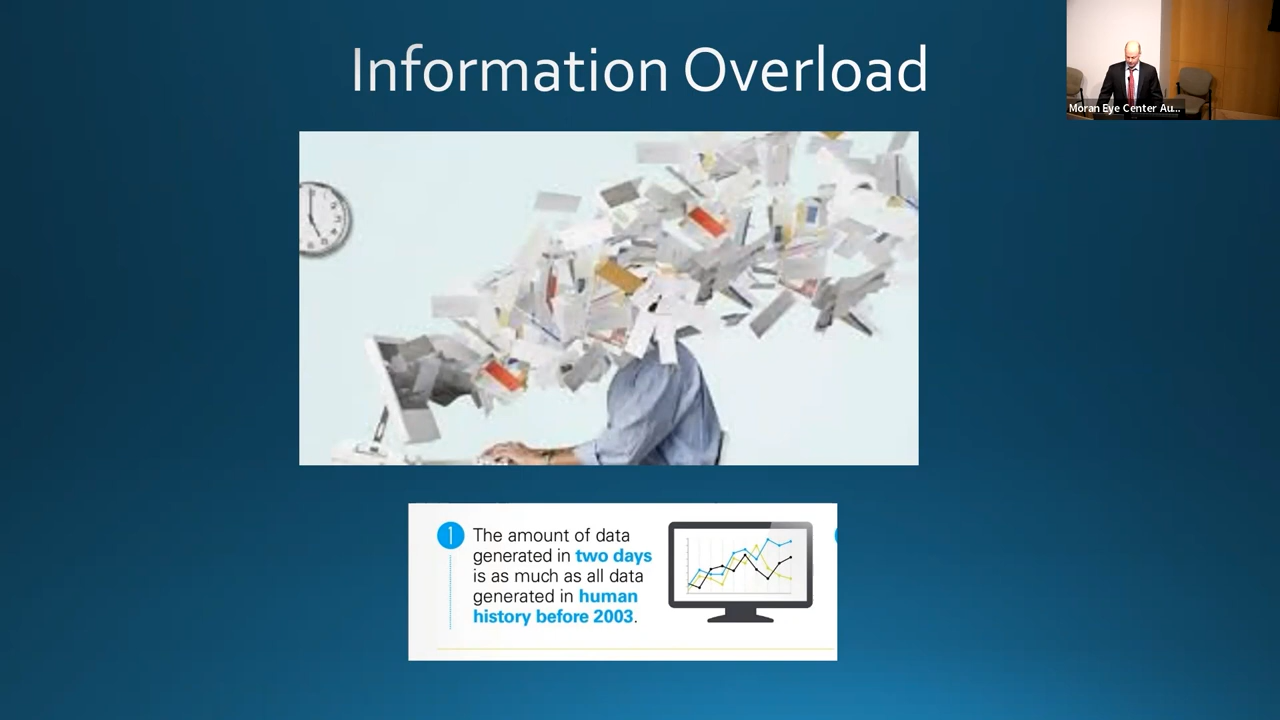 Information Overload
Moran Eye Center Au...
1
The amount of data
generated in two days
is as much as all data
generated in human
history before 2003.